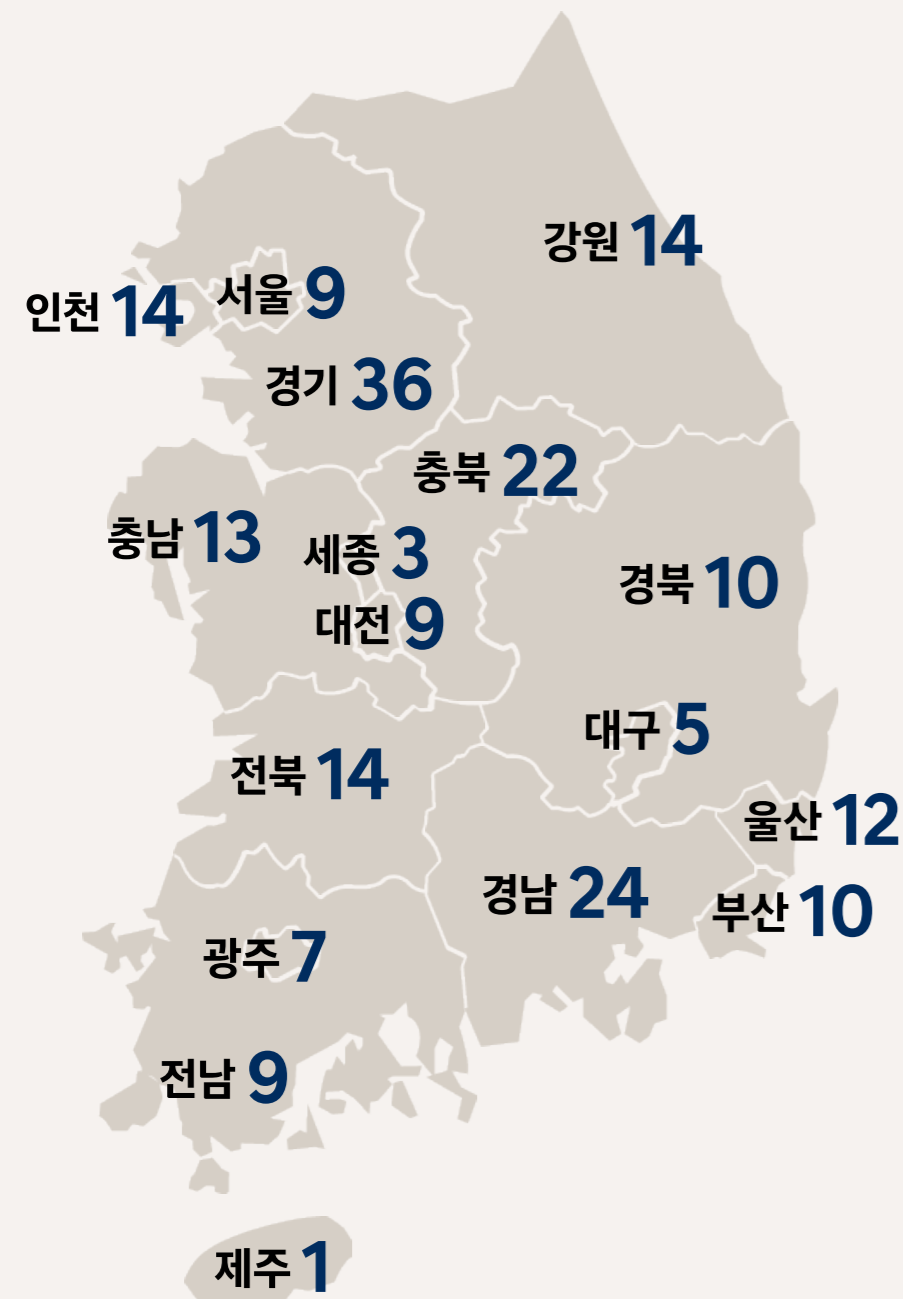 강원 14
서울 9
인천 14
경기 36
충북 22
충남 13
세종 3
경북 10
대전 9
대구 5
전북 14
울산 12
경남 24
부산 10
광주 7
전남 9
제주 1